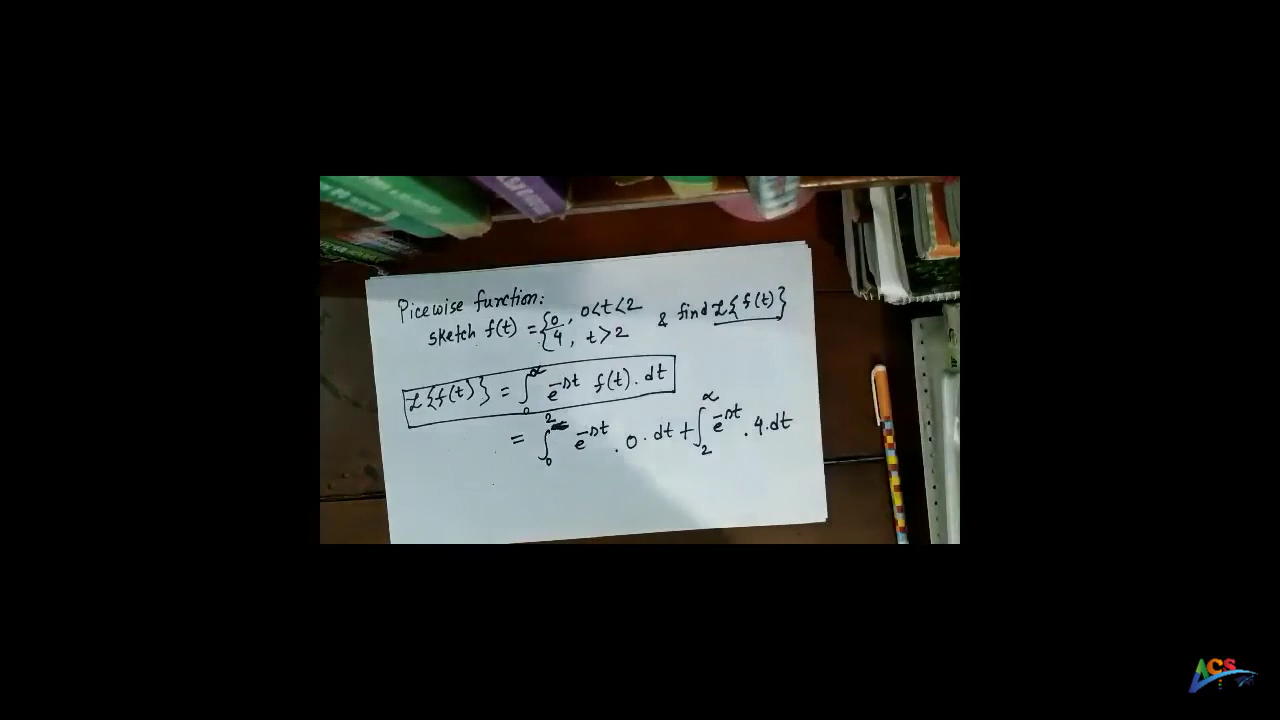 Picewise function:
sketch f(t) = {0, 0<t<2 & find L{f(t)}
{4, t>2
L{f(t)} = ∫₀^∝ e^-st f(t).dt
= ∫₀² e^-st . 0. dt + ∫₂^∝ e^-st . 4.dt
ACS